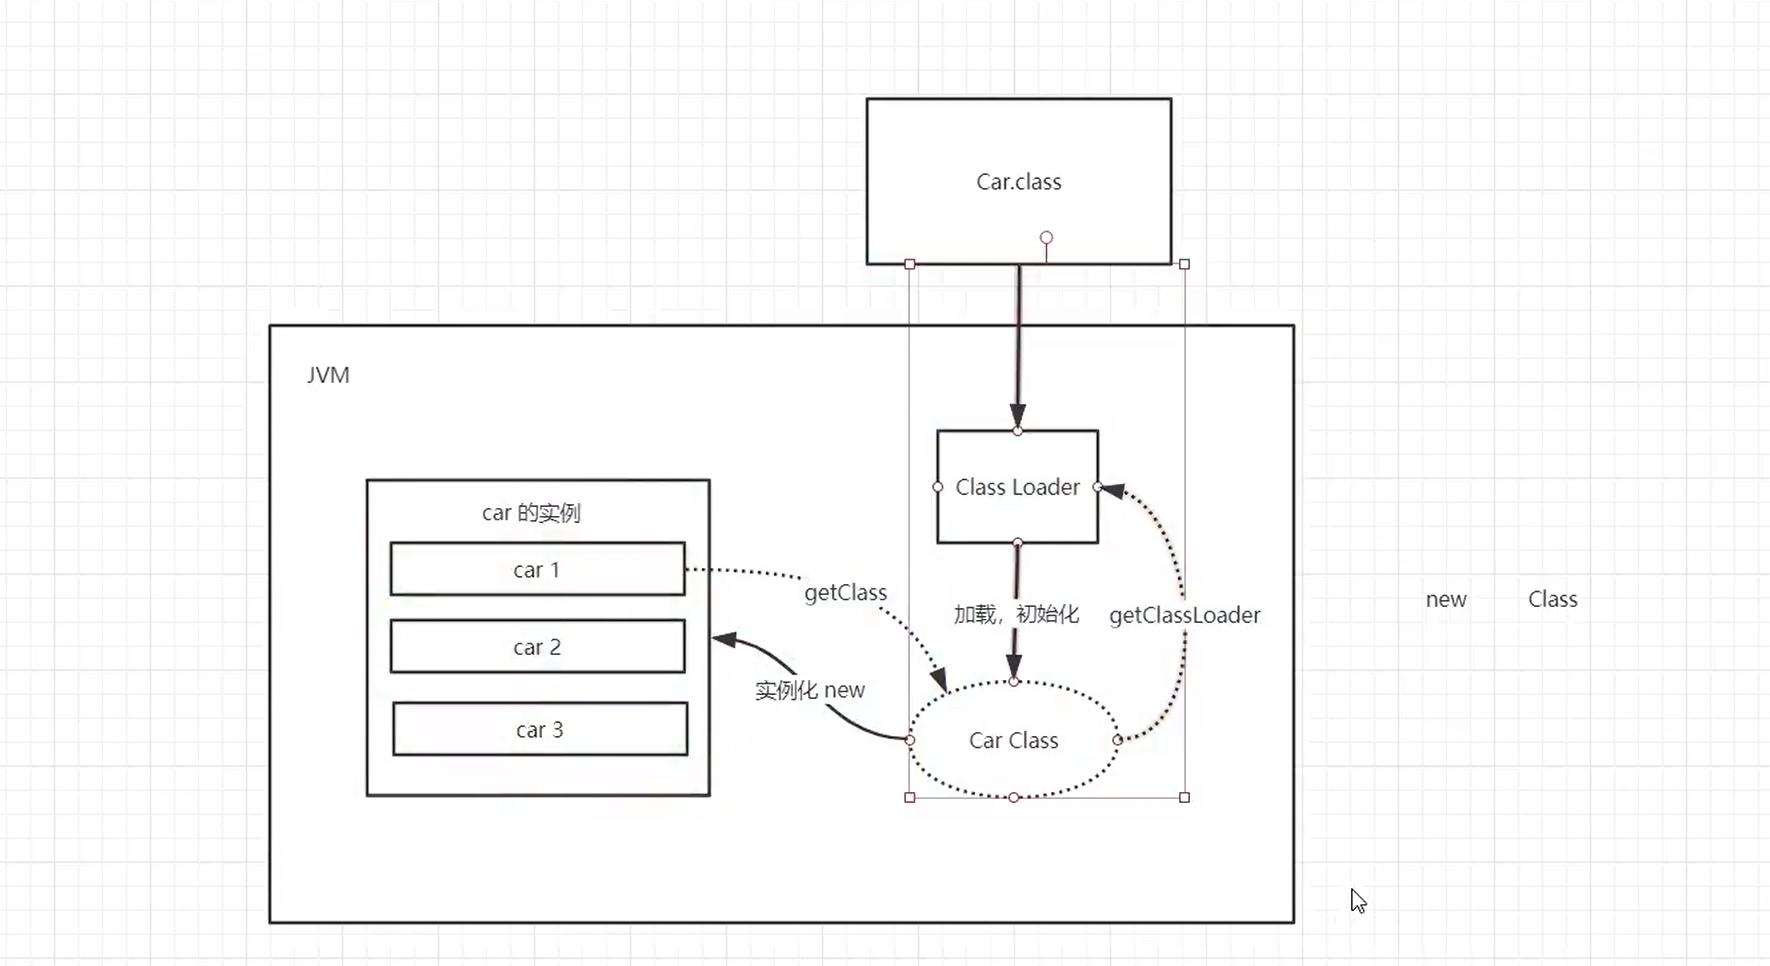 Car.class
JVM
Class Loader
car 的实例
car 1
getClass
加载，初始化
getClassLoader
new
Class
car 2
实例化 new
car 3
Car Class